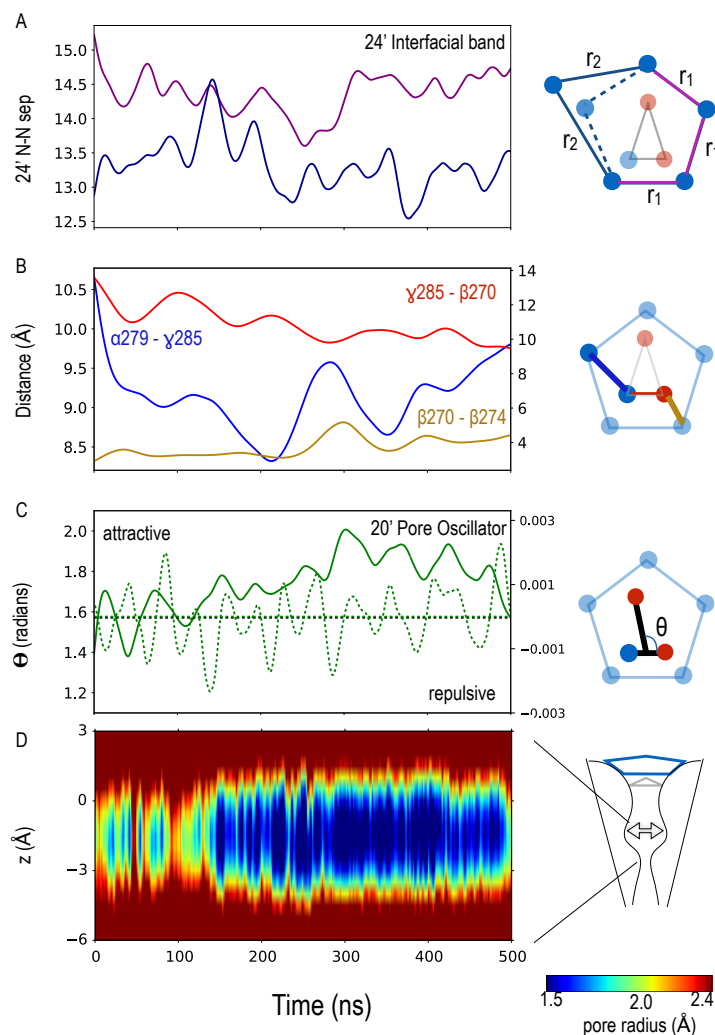 A
24' Interfacial band
15.0
14.5
14.0
13.5
13.0
12.5
24' N-N sep
r2
r1
r2
r1
r1
B
10.5
10.0
9.5
9.0
8.5
Distance (Å)
14
12
10
8
6
4
ɣ285 - β270
α279 – ɣ285
β270 - β274
C
2.0
1.8
1.6
1.4
1.2
Θ (radians)
attractive
20' Pore Oscillator
repulsive
0.003
0.001
−0.001
−0.003
θ
D
3
0
−3
−6
z (Å)
0 100 200 300 400 500
Time (ns)
1.5 2.0 2.4
pore radius (Å)